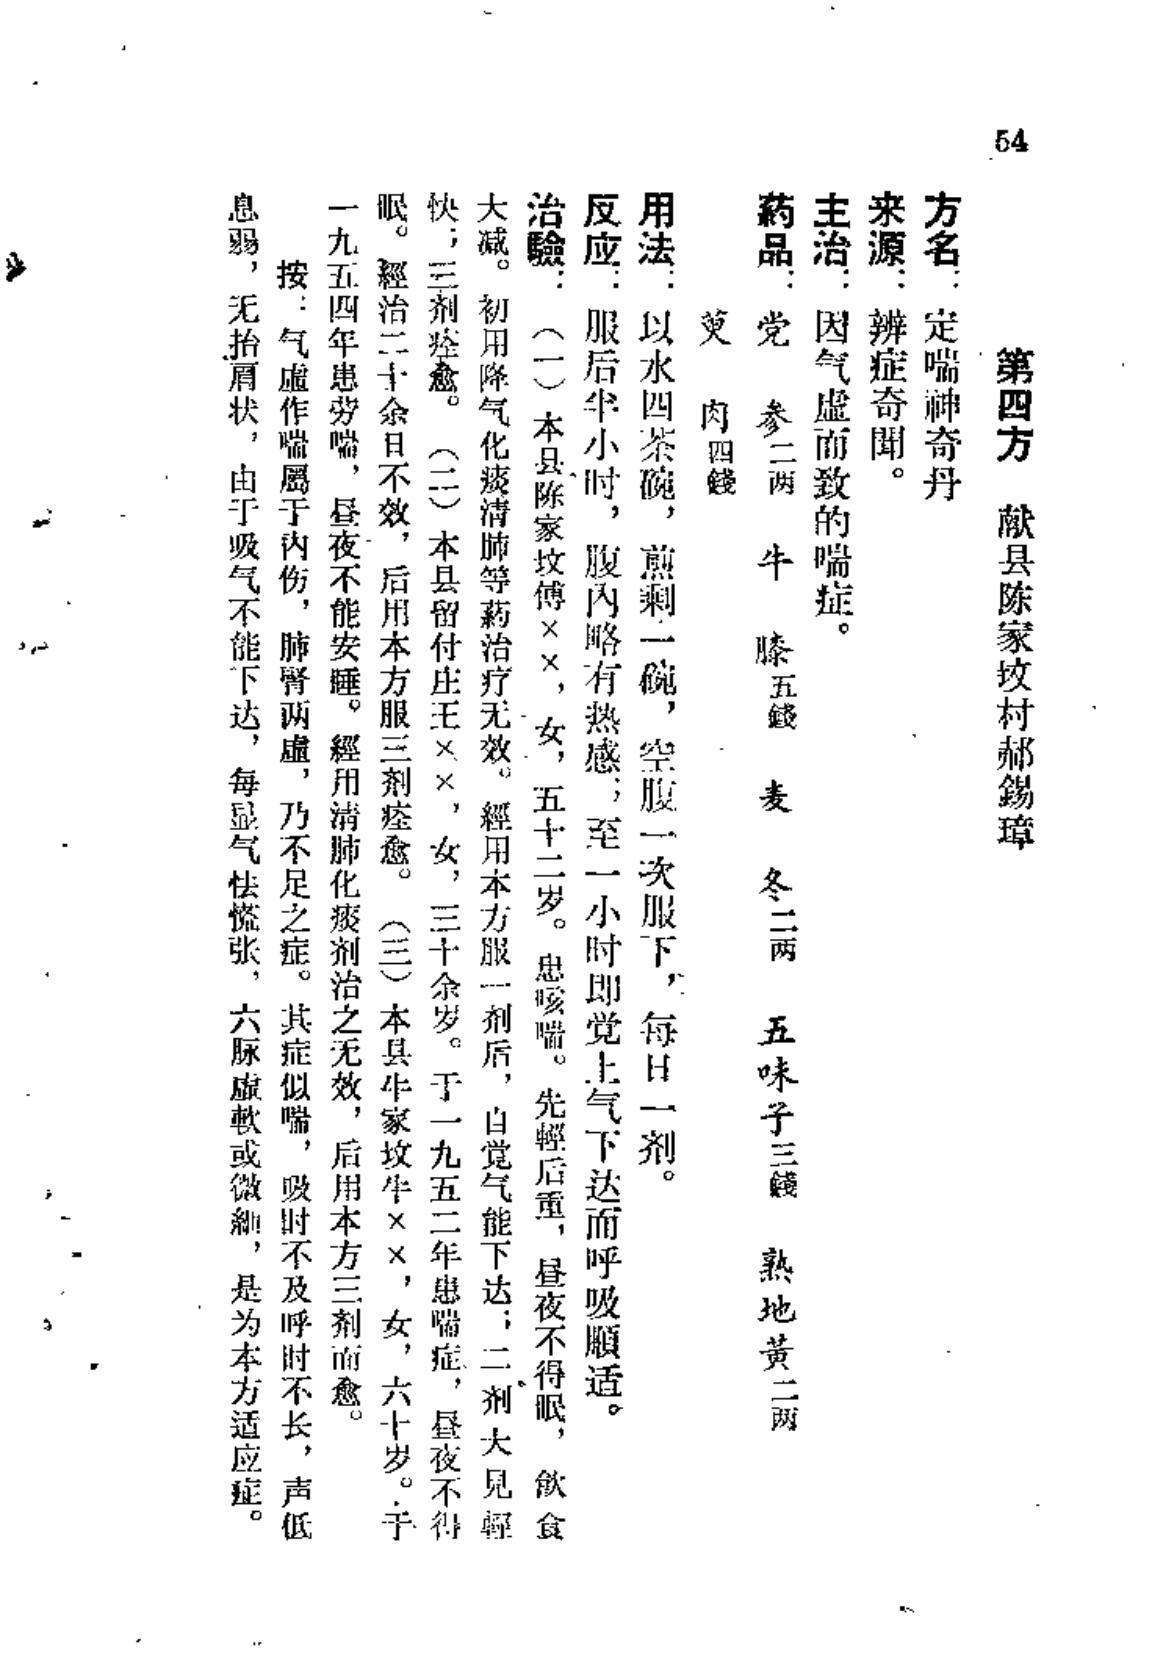 54
第四方　献县陈家坟村郝錫璋
方名：定喘神奇丹
来源：辨症奇聞。
主治：因气虛而致的喘症。
葯品：党参二两　牛膝五錢　麦冬二两　五味子三錢　熟地黄二两
萸肉四錢
用法：以水四茶碗，煎剩一碗，空腹一次服下，每日一剂。
反应：服后半小时，腹內略有热感；至一小时即觉上气下达而呼吸順适。
治驗：（一）本县陈家坟傅××，女，五十二岁。患咳喘。先輕后重，昼夜不得眠，飲食
大减。初用降气化痰清肺等葯治疗无效。經用本方服一剂后，自觉气能下达；二剂大見輕
快；三剂痊愈。（二）本县留付庄王××，女，三十余岁。于一九五二年患喘症，昼夜不得
眠。經治二十余日不效，后用本方服三剂痊愈。（三）本县牛家坟牛××，女，六十岁。于
一九五四年患劳喘，昼夜不能安睡。經用清肺化痰剂治之无效，后用本方三剂而愈。
按：气虛作喘屬于內伤，肺腎两虛，乃不足之症。其症似喘，吸时不及呼时不长，声低
息弱，无抬肩状，由于吸气不能下达，每显气怯慌张，六脉虛軟或微細，是为本方适应症。